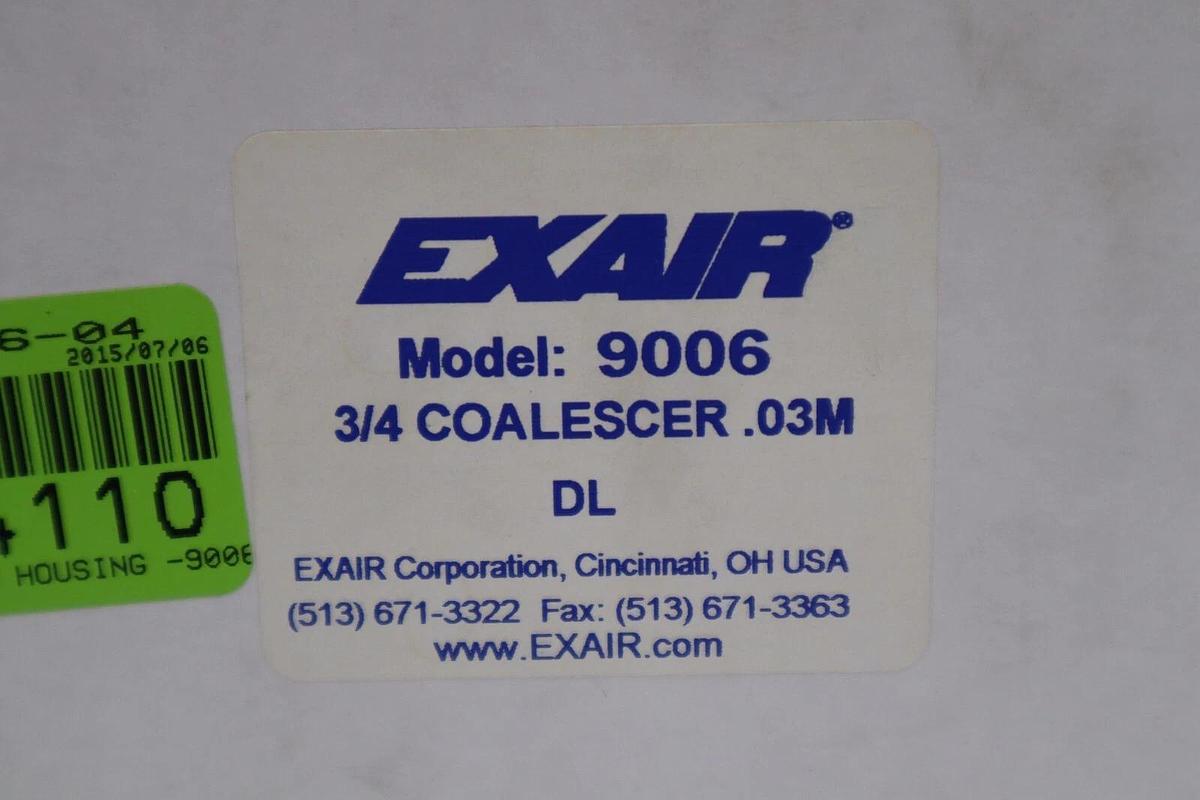 6-04
2015/07/06
110
HOUSING -9006
EXAIR®
Model: 9006
3/4 COALESCER .03M
DL
EXAIR Corporation, Cincinnati, OH USA
(513) 671-3322 Fax: (513) 671-3363
www.EXAIR.com